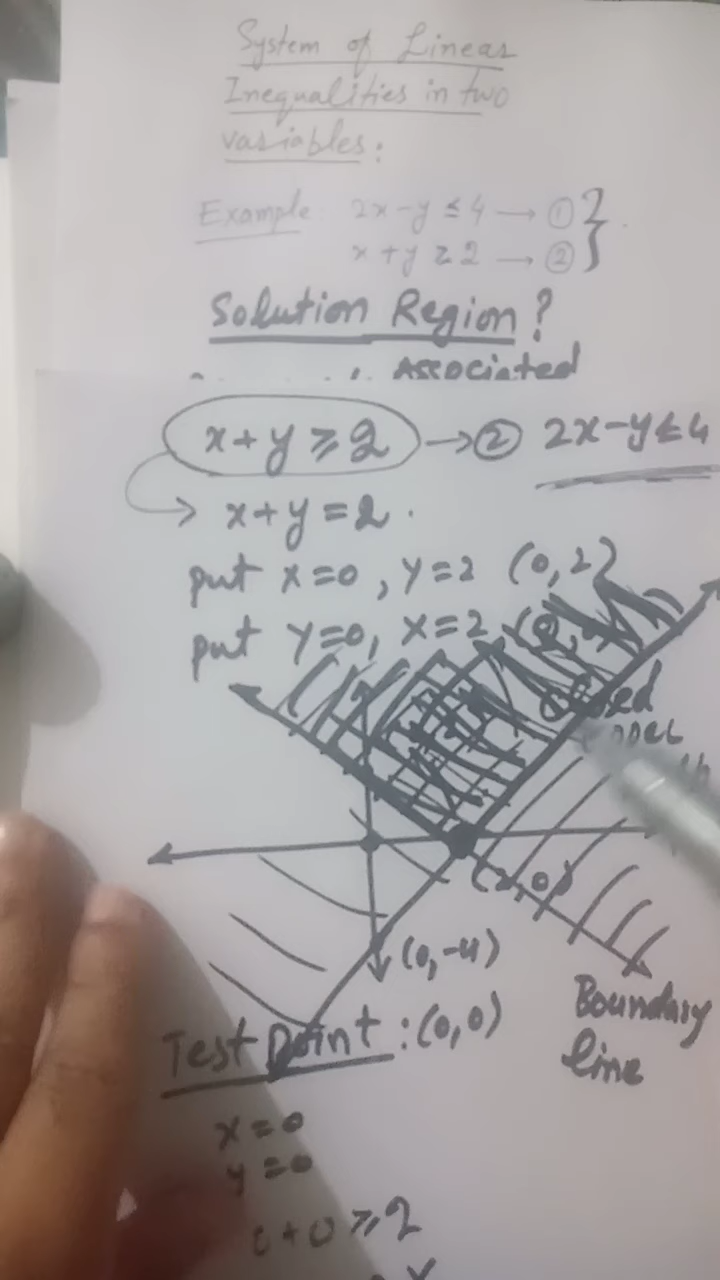 System of Linear
Inequalities in two
variables:
Example 2x-y ≤ 4 → ① }
x+y ≥ 2 → ②
Solution Region?
Associated
x+y ≥ 2 → ② 2x-y ≤ 4
→ x+y = 2.
put x=0, y=2 (0,2)
put y=0, x=2
(2,0)
(0,-4)
Boundary
line
Test Point: (0,0)
x=0
y=0
0+0 ≥ 2